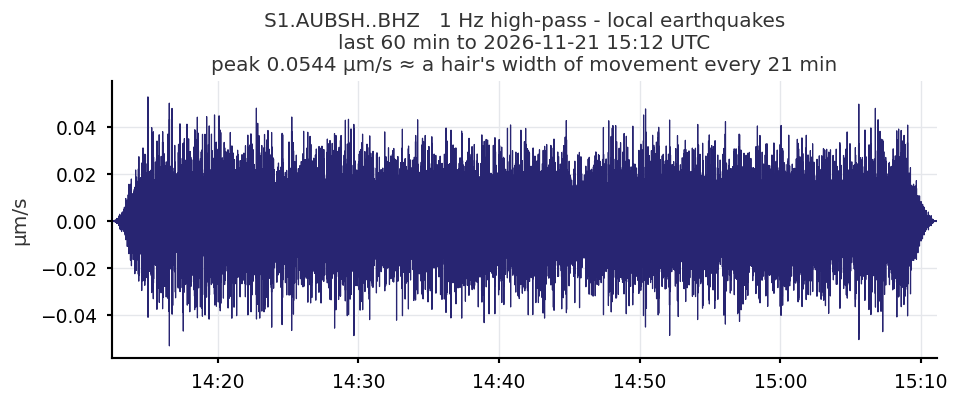 S1.AUBSH..BHZ   1 Hz high-pass - local earthquakes
last 60 min to 2026-11-21 15:12 UTC
peak 0.0544 µm/s ≈ a hair's width of movement every 21 min
µm/s
0.04
0.02
0.00
−0.02
−0.04
14:20 14:30 14:40 14:50 15:00 15:10